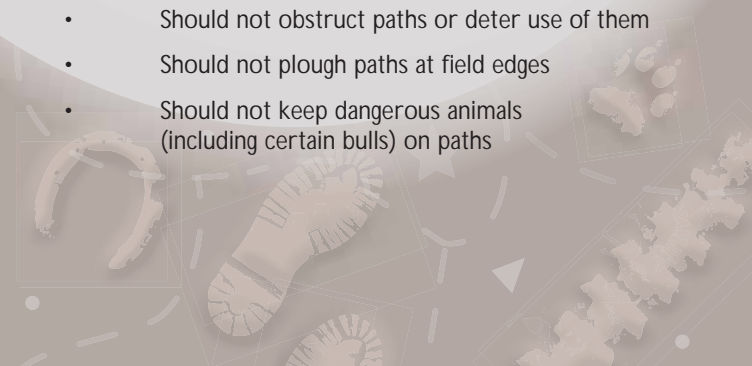 • Should not obstruct paths or deter use of them
• Should not plough paths at field edges
• Should not keep dangerous animals
(including certain bulls) on paths